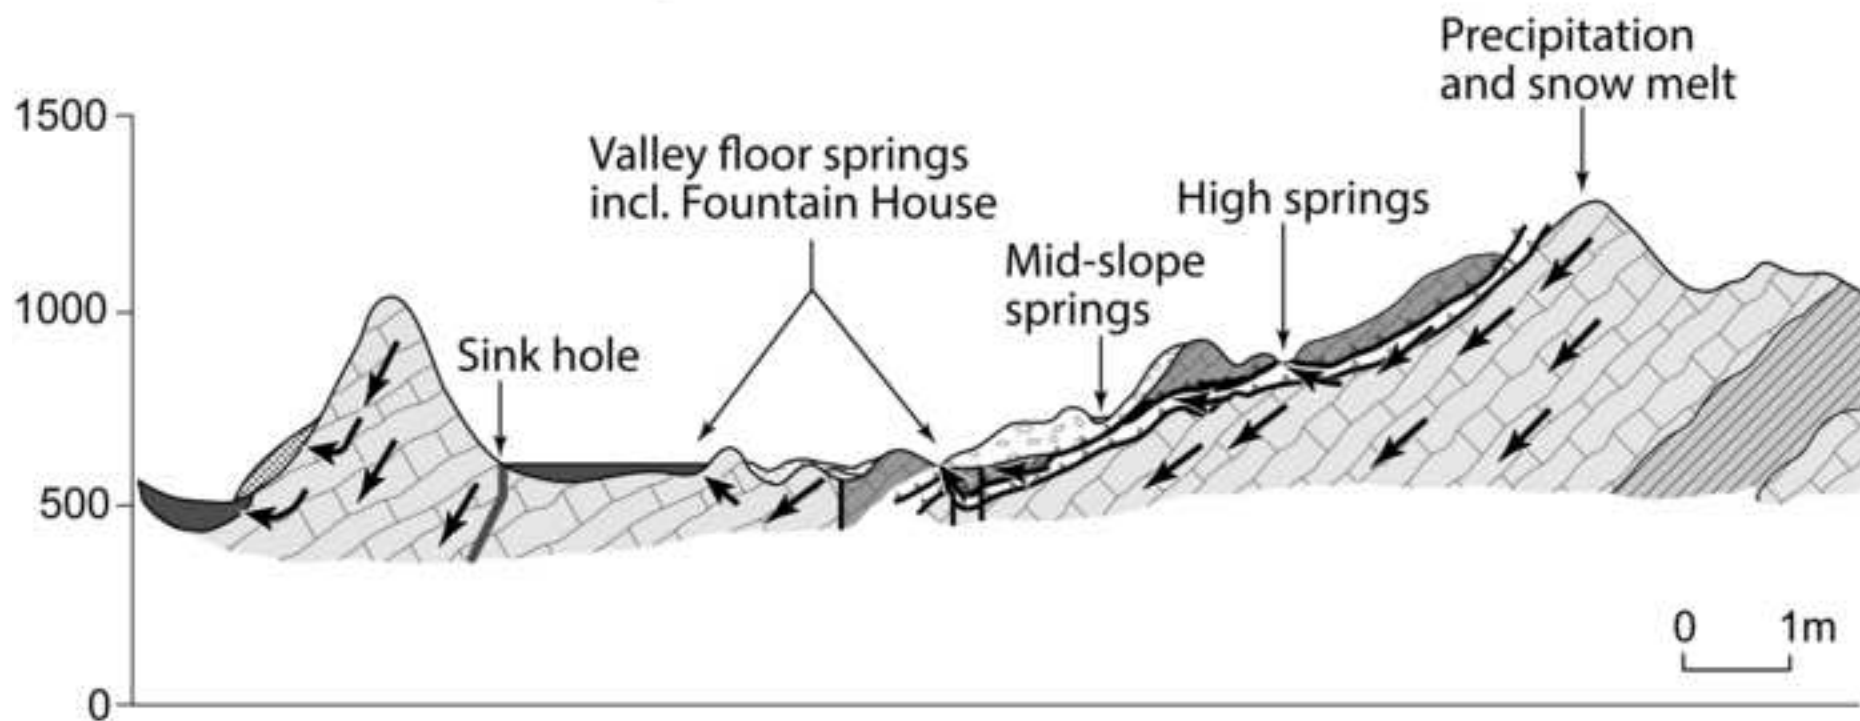 Precipitation
and snow melt
1500
Valley floor springs
incl. Fountain House
High springs
Mid-slope
springs
1000
Sink hole
500
0 1m
0